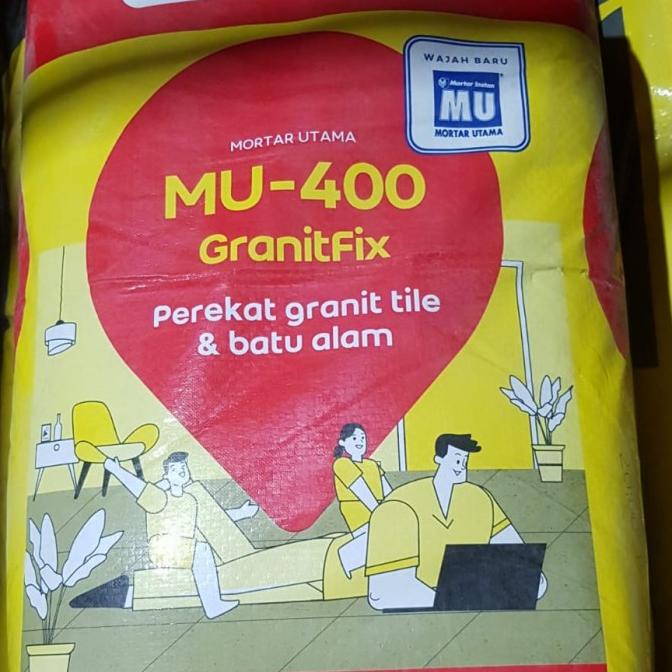 WAJAH BARU
Mortar Instan
MU
MORTAR UTAMA
MORTAR UTAMA
MU-400
GranitFix
Perekat granit tile
& batu alam